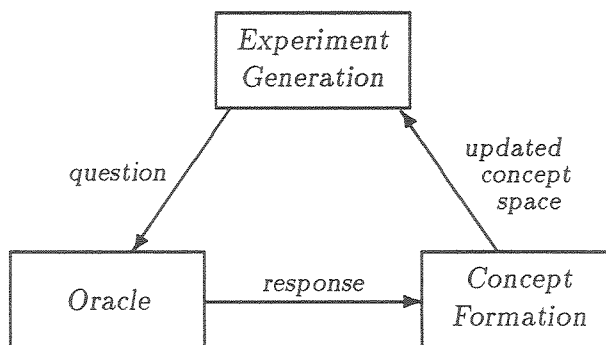 Experiment
Generation
question
updated
concept
space
Oracle
response
Concept
Formation